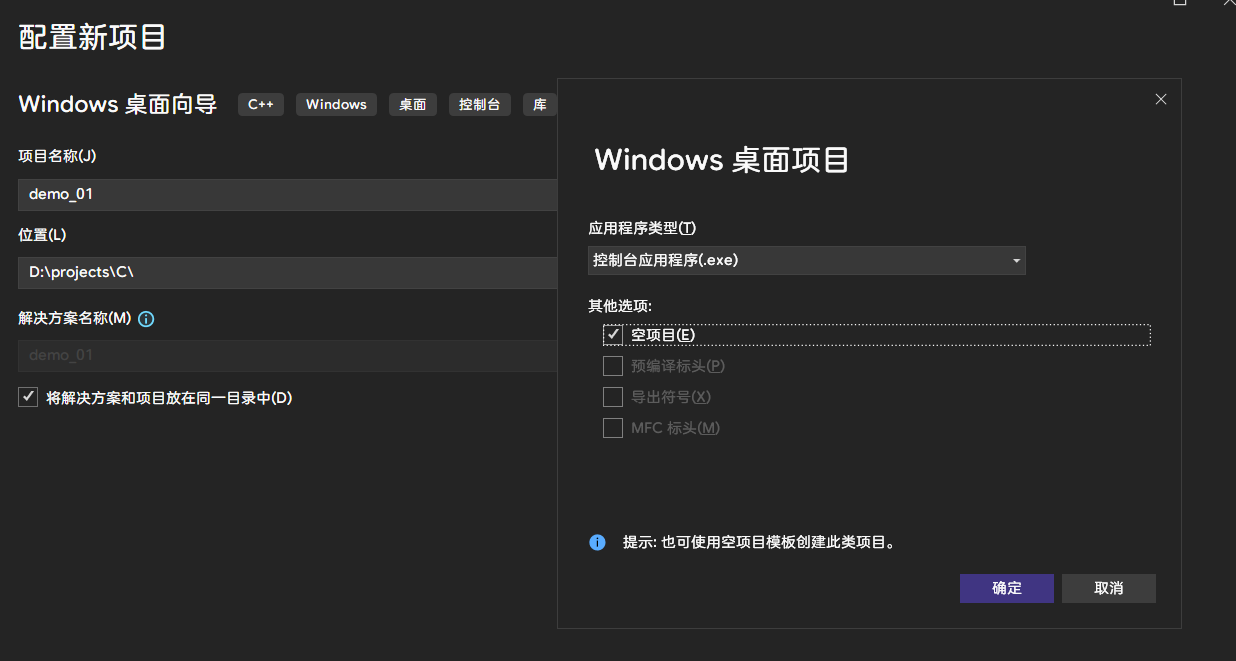 配置新项目
Windows 桌面向导 C++ Windows 桌面 控制台 库
项目名称(J)
demo_01
位置(L)
D:\projects\C\
解决方案名称(M)
demo_01
将解决方案和项目放在同一目录中(D)
Windows 桌面项目
应用程序类型(T)
控制台应用程序(.exe)
其他选项:
空项目(E)
预编译标头(P)
导出符号(X)
MFC 标头(M)
提示: 也可使用空项目模板创建此类项目。
确定 取消